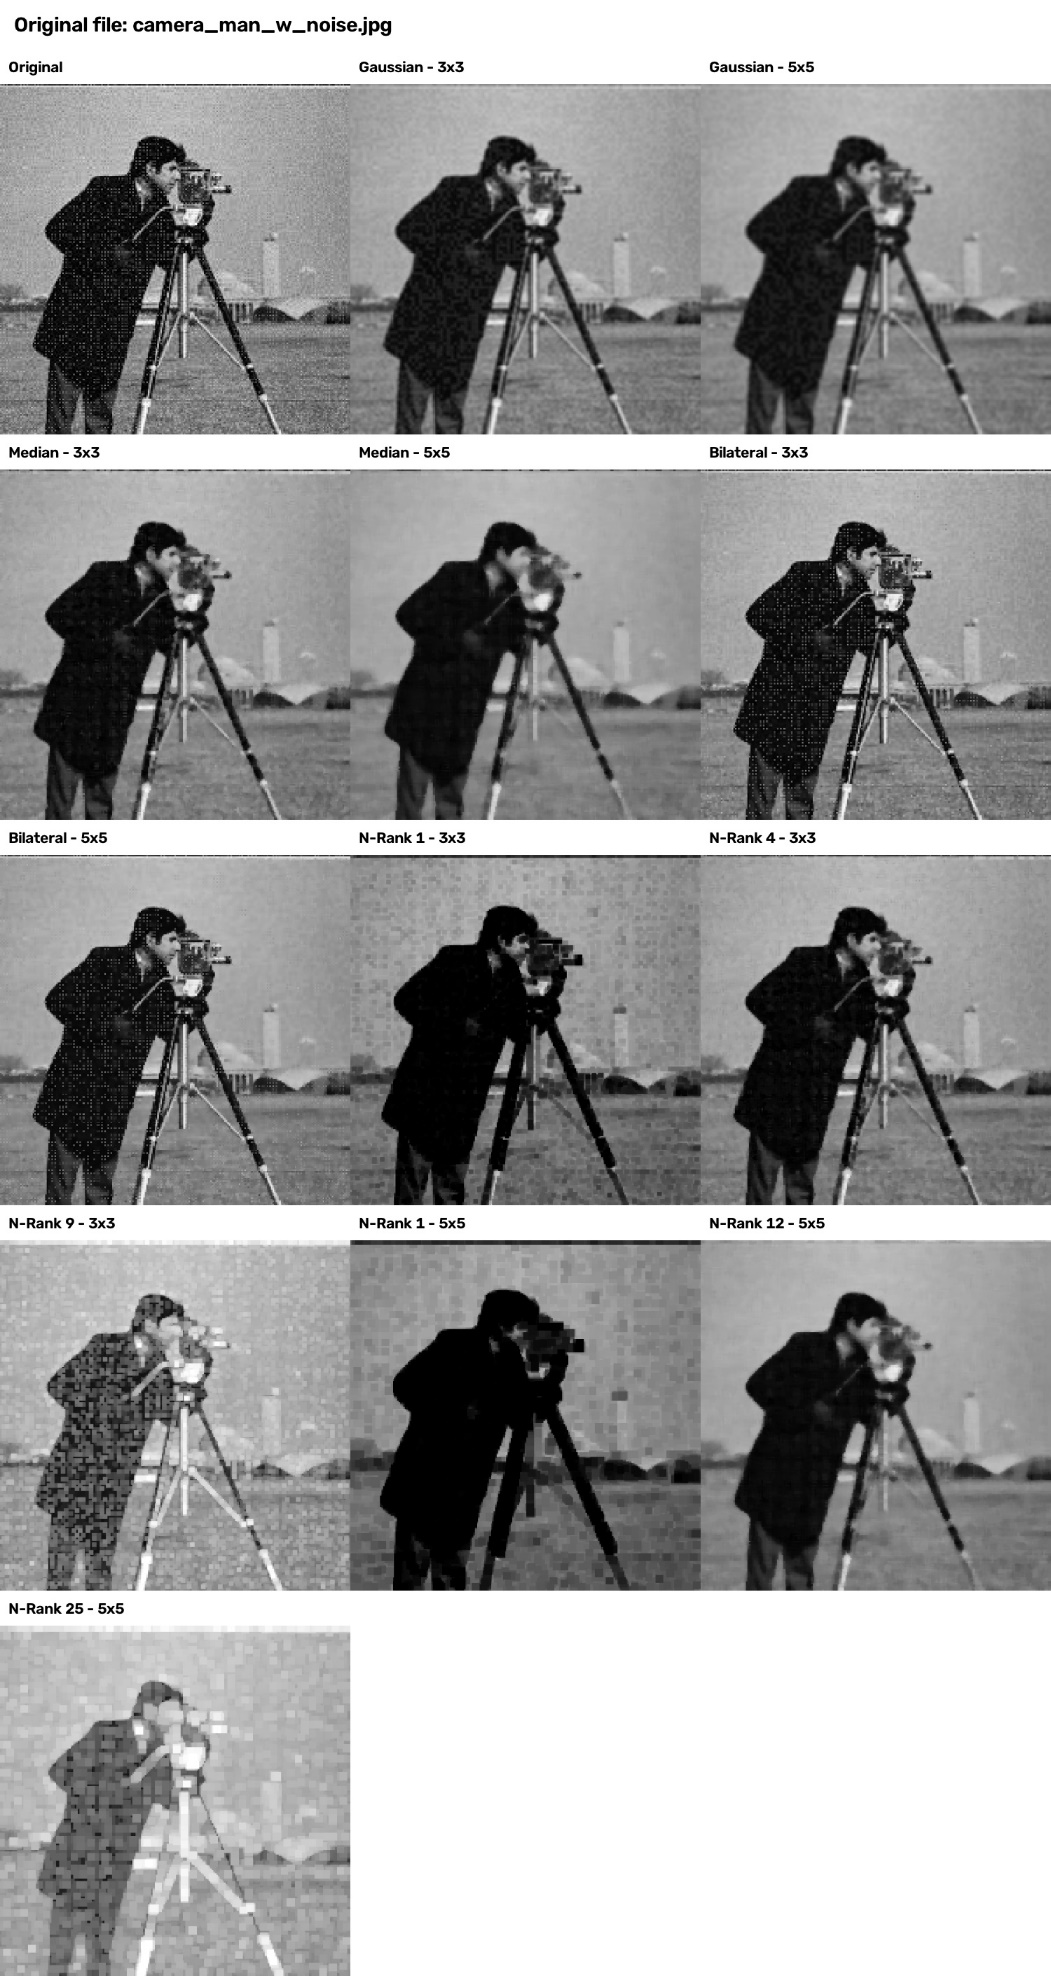 Original file: camera_man_w_noise.jpg
Original
Gaussian - 3x3
Gaussian - 5x5
Median - 3x3
Median - 5x5
Bilateral - 3x3
Bilateral - 5x5
N-Rank 1 - 3x3
N-Rank 4 - 3x3
N-Rank 9 - 3x3
N-Rank 1 - 5x5
N-Rank 12 - 5x5
N-Rank 25 - 5x5